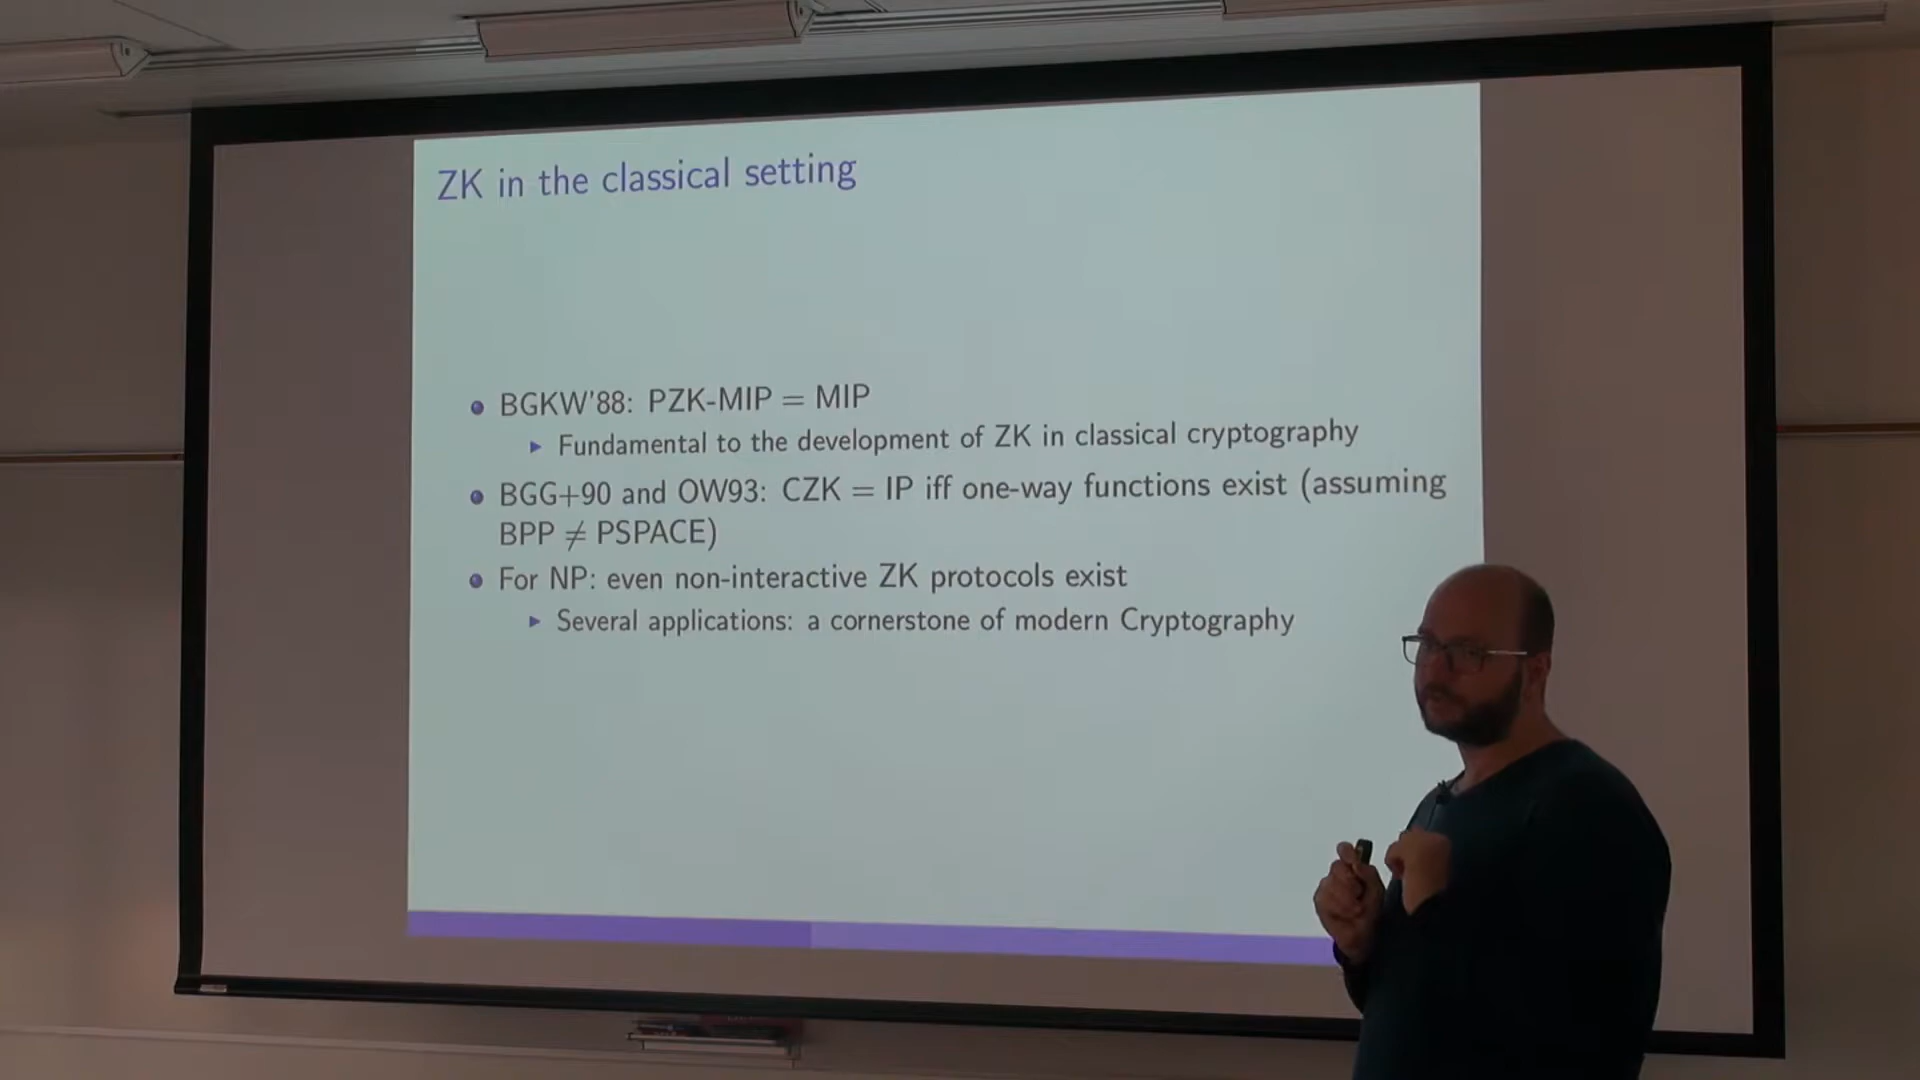 ZK in the classical setting
BGKW'88: PZK-MIP = MIP
Fundamental to the development of ZK in classical cryptography
BGG+90 and OW93: CZK = IP iff one-way functions exist (assuming
BPP ≠ PSPACE)
For NP: even non-interactive ZK protocols exist
Several applications: a cornerstone of modern Cryptography